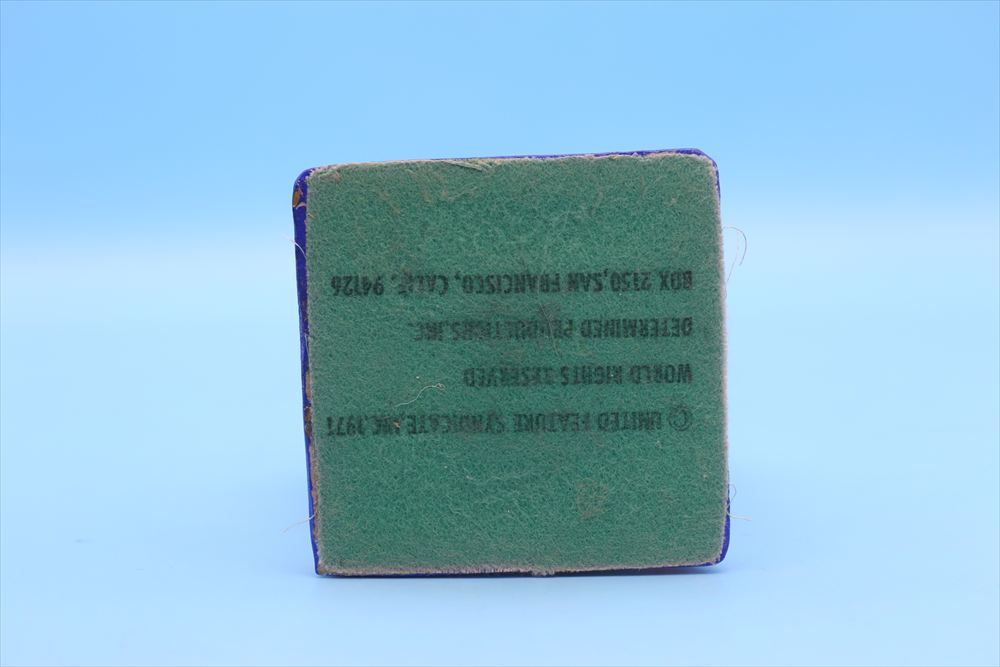 © UNITED FEATURE SYNDICATE,INC.1971
WORLD RIGHTS RESERVED
DETERMINED PRODUCTIONS,INC.
BOX 2150,SAN FRANCISCO, CALIF. 94126